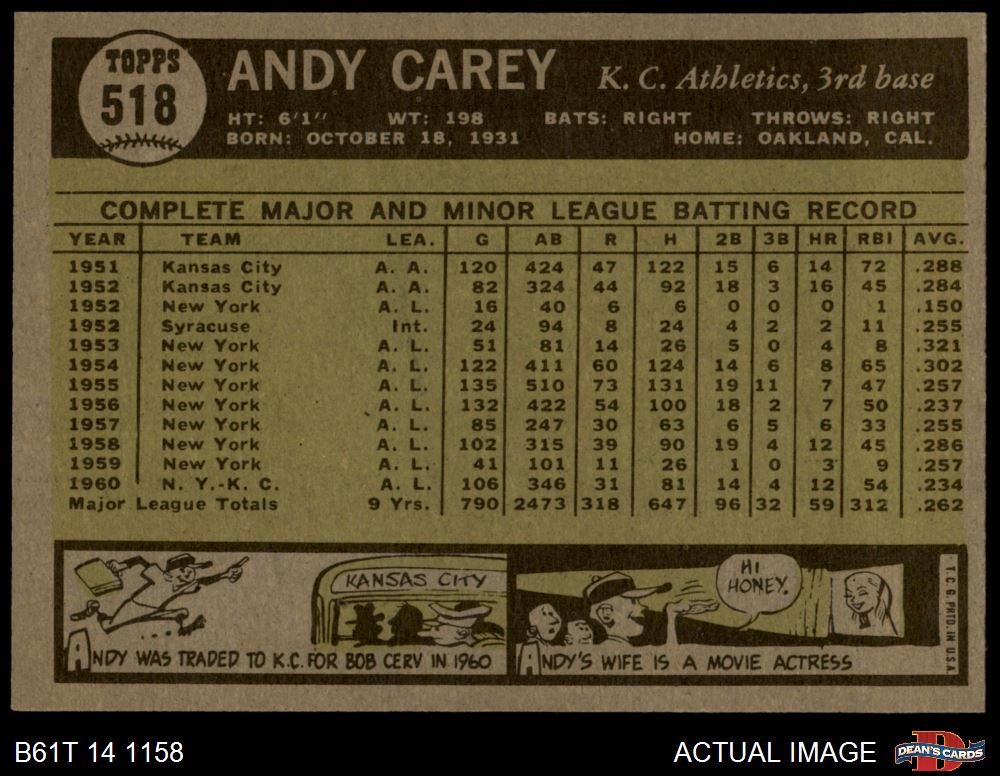 TOPPS
518
ANDY CAREY K. C. Athletics, 3rd base
HT: 6'1" WT: 198 BATS: RIGHT THROWS: RIGHT
BORN: OCTOBER 18, 1931 HOME: OAKLAND, CAL.
COMPLETE MAJOR AND MINOR LEAGUE BATTING RECORD
YEAR TEAM LEA. G AB R H 2B 3B HR RBI AVG.
1951 Kansas City A. A. 120 424 47 122 15 6 14 72 .288
1952 Kansas City A. A. 82 324 44 92 18 3 16 45 .284
1952 New York A. L. 16 40 6 6 0 0 0 1 .150
1952 Syracuse Int. 24 94 8 24 4 2 2 11 .255
1953 New York A. L. 51 81 14 26 5 0 4 8 .321
1954 New York A. L. 122 411 60 124 14 6 8 65 .302
1955 New York A. L. 135 510 73 131 19 11 7 47 .257
1956 New York A. L. 132 422 54 100 18 2 7 50 .237
1957 New York A. L. 85 247 30 63 6 5 6 33 .255
1958 New York A. L. 102 315 39 90 19 4 12 45 .286
1959 New York A. L. 41 101 11 26 1 0 3 9 .257
1960 N. Y.-K. C. A. L. 106 346 31 81 14 4 12 54 .234
Major League Totals 9 Yrs. 790 2473 318 647 96 32 59 312 .262
KANSAS CITY
ANDY WAS TRADED TO K.C. FOR BOB CERV IN 1960
HI
HONEY.
ANDY'S WIFE IS A MOVIE ACTRESS
T. C. G. PRTD. IN U.S.A.
B61T 14 1158 ACTUAL IMAGE
DEAN'S CARDS